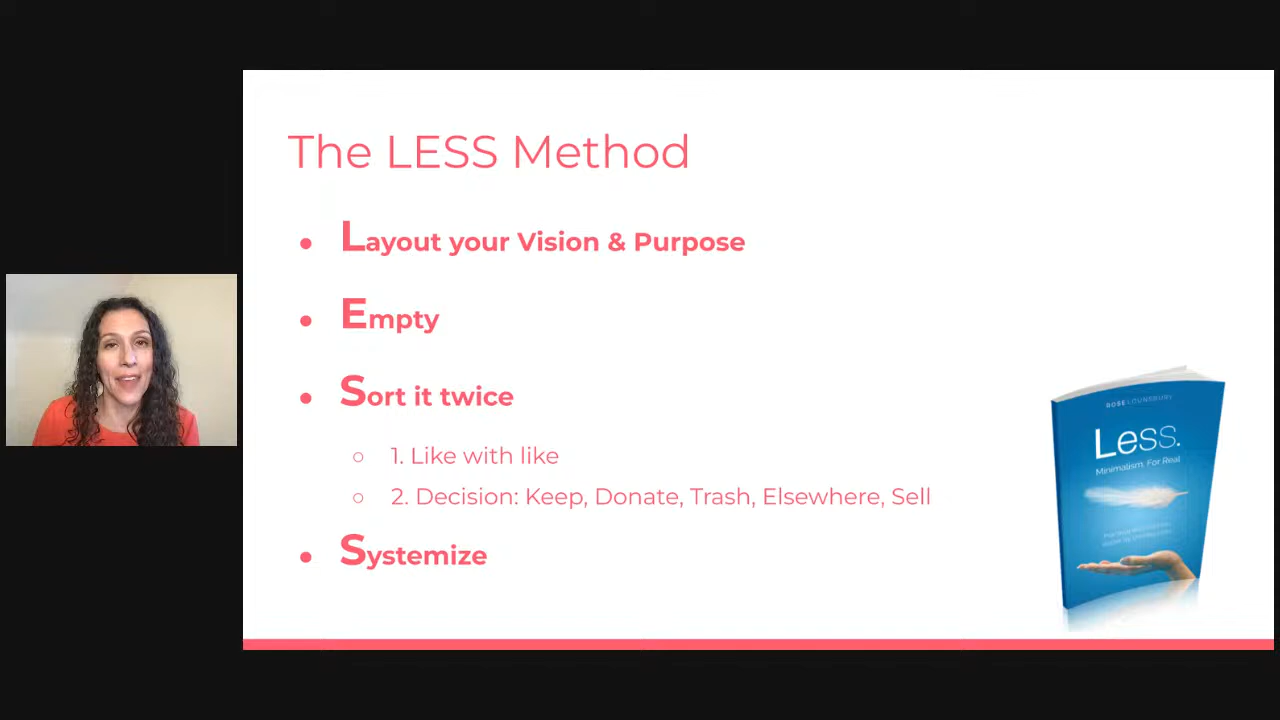 The LESS Method
● Layout your Vision & Purpose
● Empty
● Sort it twice
○ 1. Like with like
○ 2. Decision: Keep, Donate, Trash, Elsewhere, Sell
● Systemize
ROSE LOUNSBURY
Less.
Minimalism. For Real